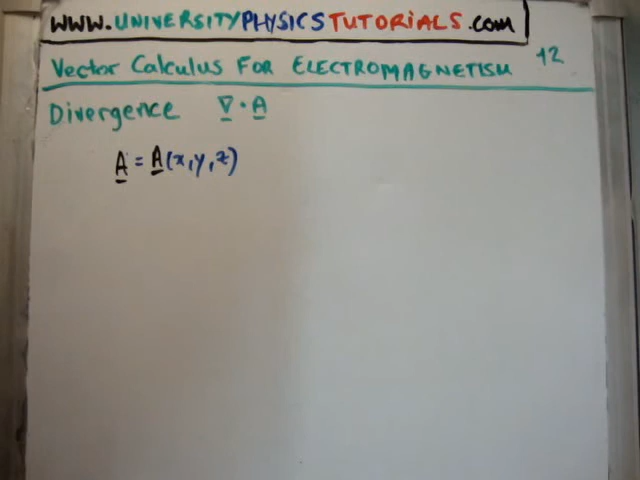 WWW.UNIVERSITYPHYSICSTUTORIALS.COM
Vector Calculus FOR ELECTROMAGNETISM 12
Divergence ∇ · A
A = A(x,y,z)